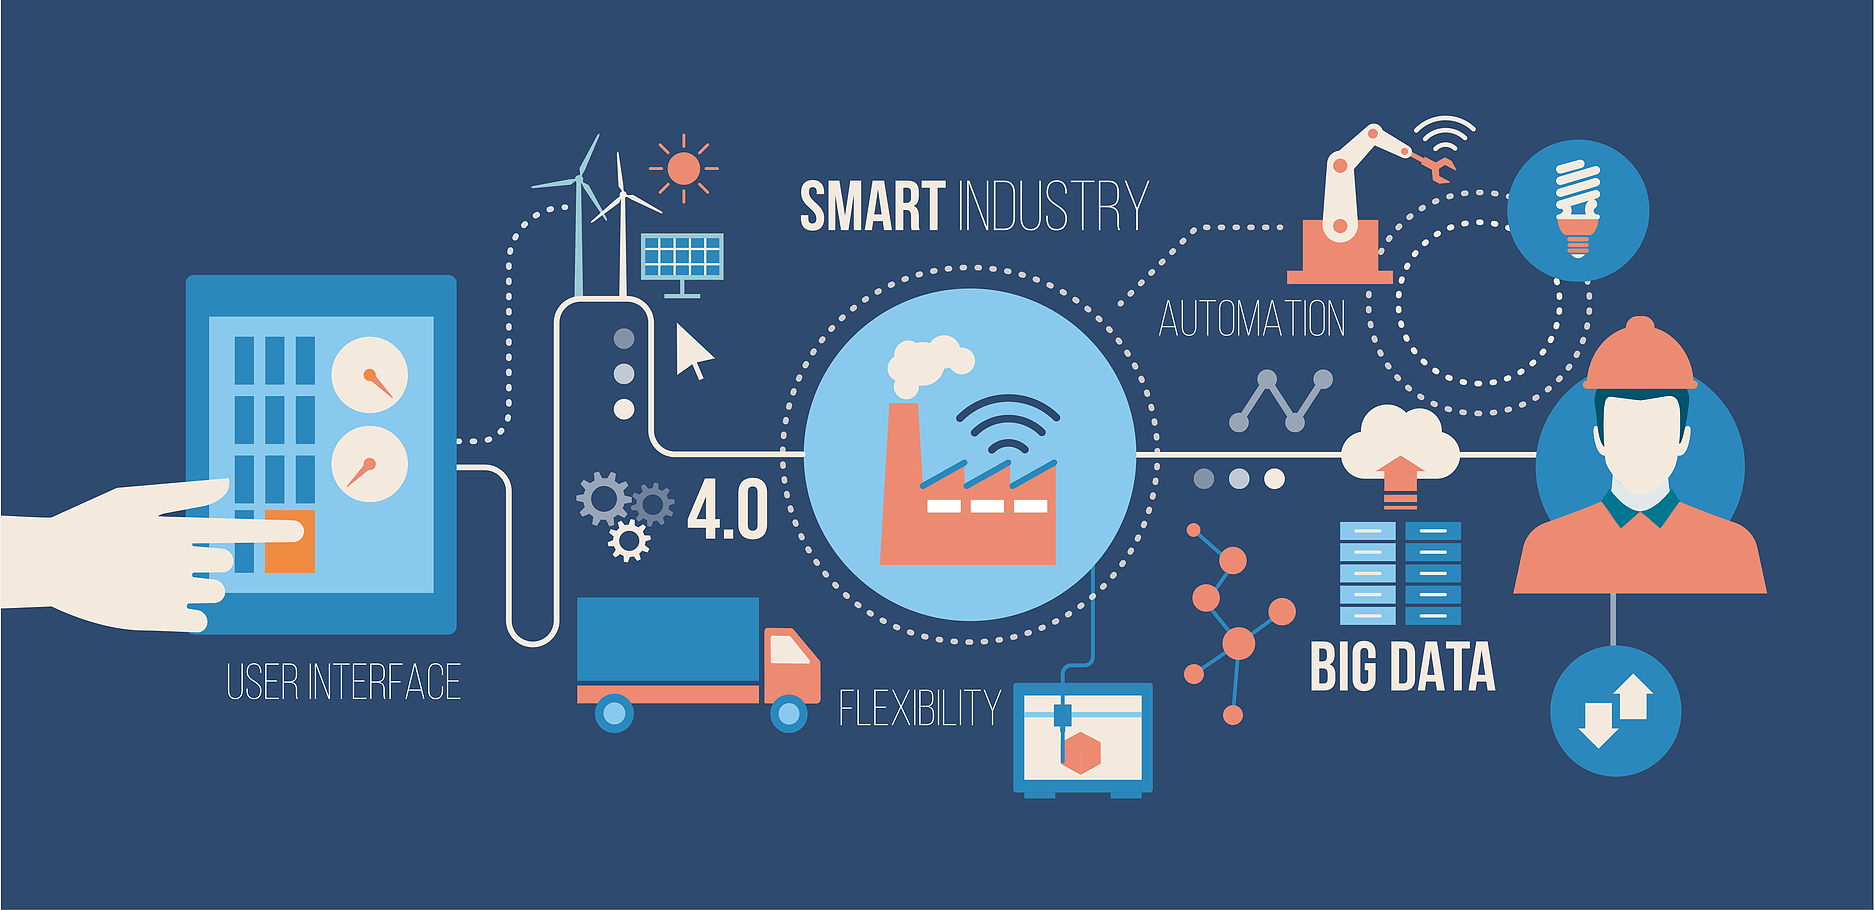 SMART INDUSTRY
AUTOMATION
4.0
USER INTERFACE
FLEXIBILITY
BIG DATA